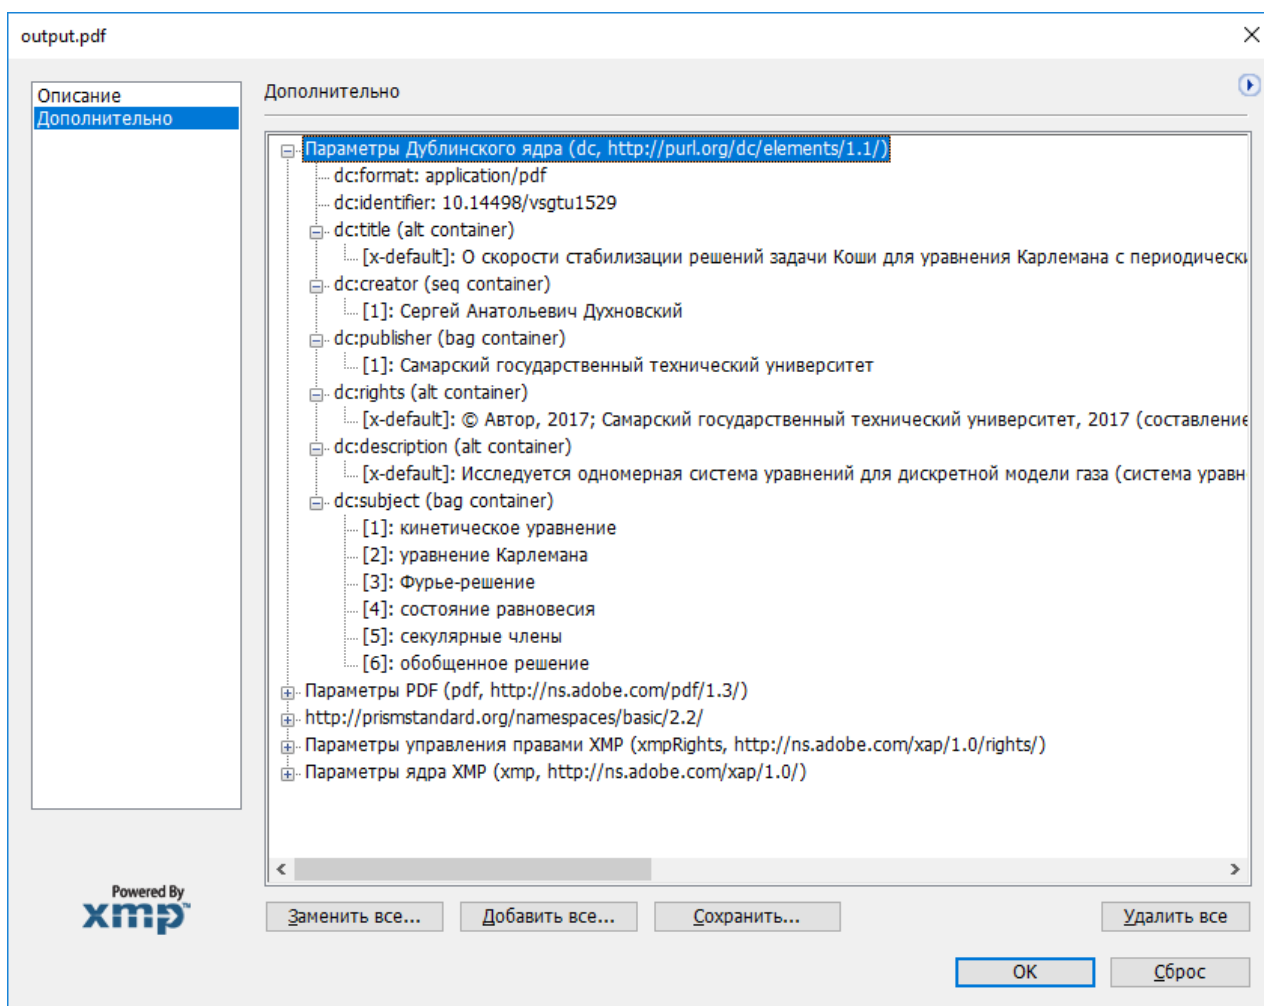 output.pdf
Описание
Дополнительно
Дополнительно
Параметры Дублинского ядра (dc, http://purl.org/dc/elements/1.1/)
dc:format: application/pdf
dc:identifier: 10.14498/vsgtu1529
dc:title (alt container)
[x-default]: О скорости стабилизации решений задачи Коши для уравнения Карлемана с периодически
dc:creator (seq container)
[1]: Сергей Анатольевич Духновский
dc:publisher (bag container)
[1]: Самарский государственный технический университет
dc:rights (alt container)
[x-default]: © Автор, 2017; Самарский государственный технический университет, 2017 (составление
dc:description (alt container)
[x-default]: Исследуется одномерная система уравнений для дискретной модели газа (система уравн
dc:subject (bag container)
[1]: кинетическое уравнение
[2]: уравнение Карлемана
[3]: Фурье-решение
[4]: состояние равновесия
[5]: секулярные члены
[6]: обобщенное решение
Параметры PDF (pdf, http://ns.adobe.com/pdf/1.3/)
http://prismstandard.org/namespaces/basic/2.2/
Параметры управления правами XMP (xmpRights, http://ns.adobe.com/xap/1.0/rights/)
Параметры ядра XMP (xmp, http://ns.adobe.com/xap/1.0/)
Powered By
xmp™
Заменить все... Добавить все... Сохранить... Удалить все
OK Сброс